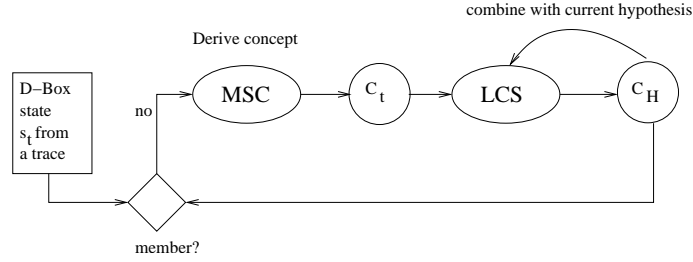 combine with current hypothesis
Derive concept
D-Box
state
s_t from
a trace
no
MSC
C_t
LCS
C_H
member?